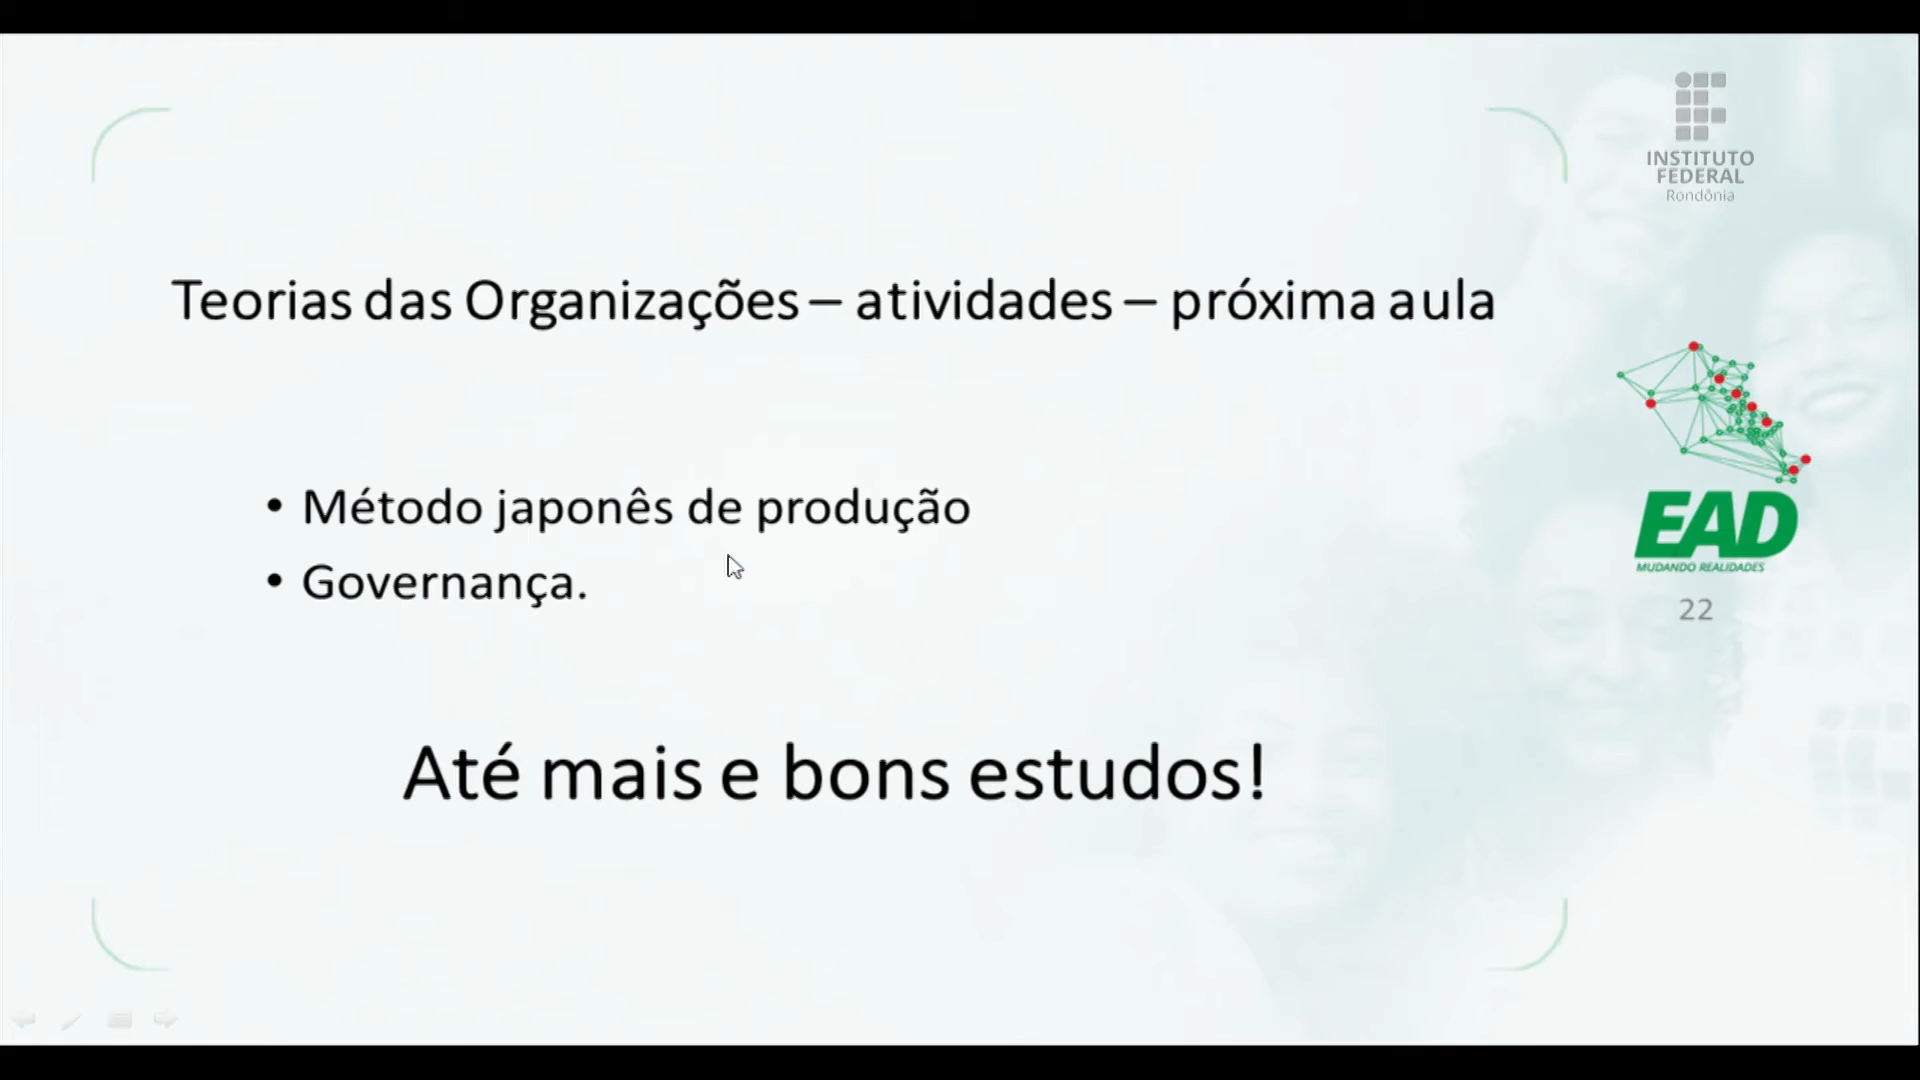 INSTITUTO
FEDERAL
Rondônia
Teorias das Organizações – atividades – próxima aula
• Método japonês de produção
• Governança.
EAD
MUDANDO REALIDADES
22
Até mais e bons estudos!